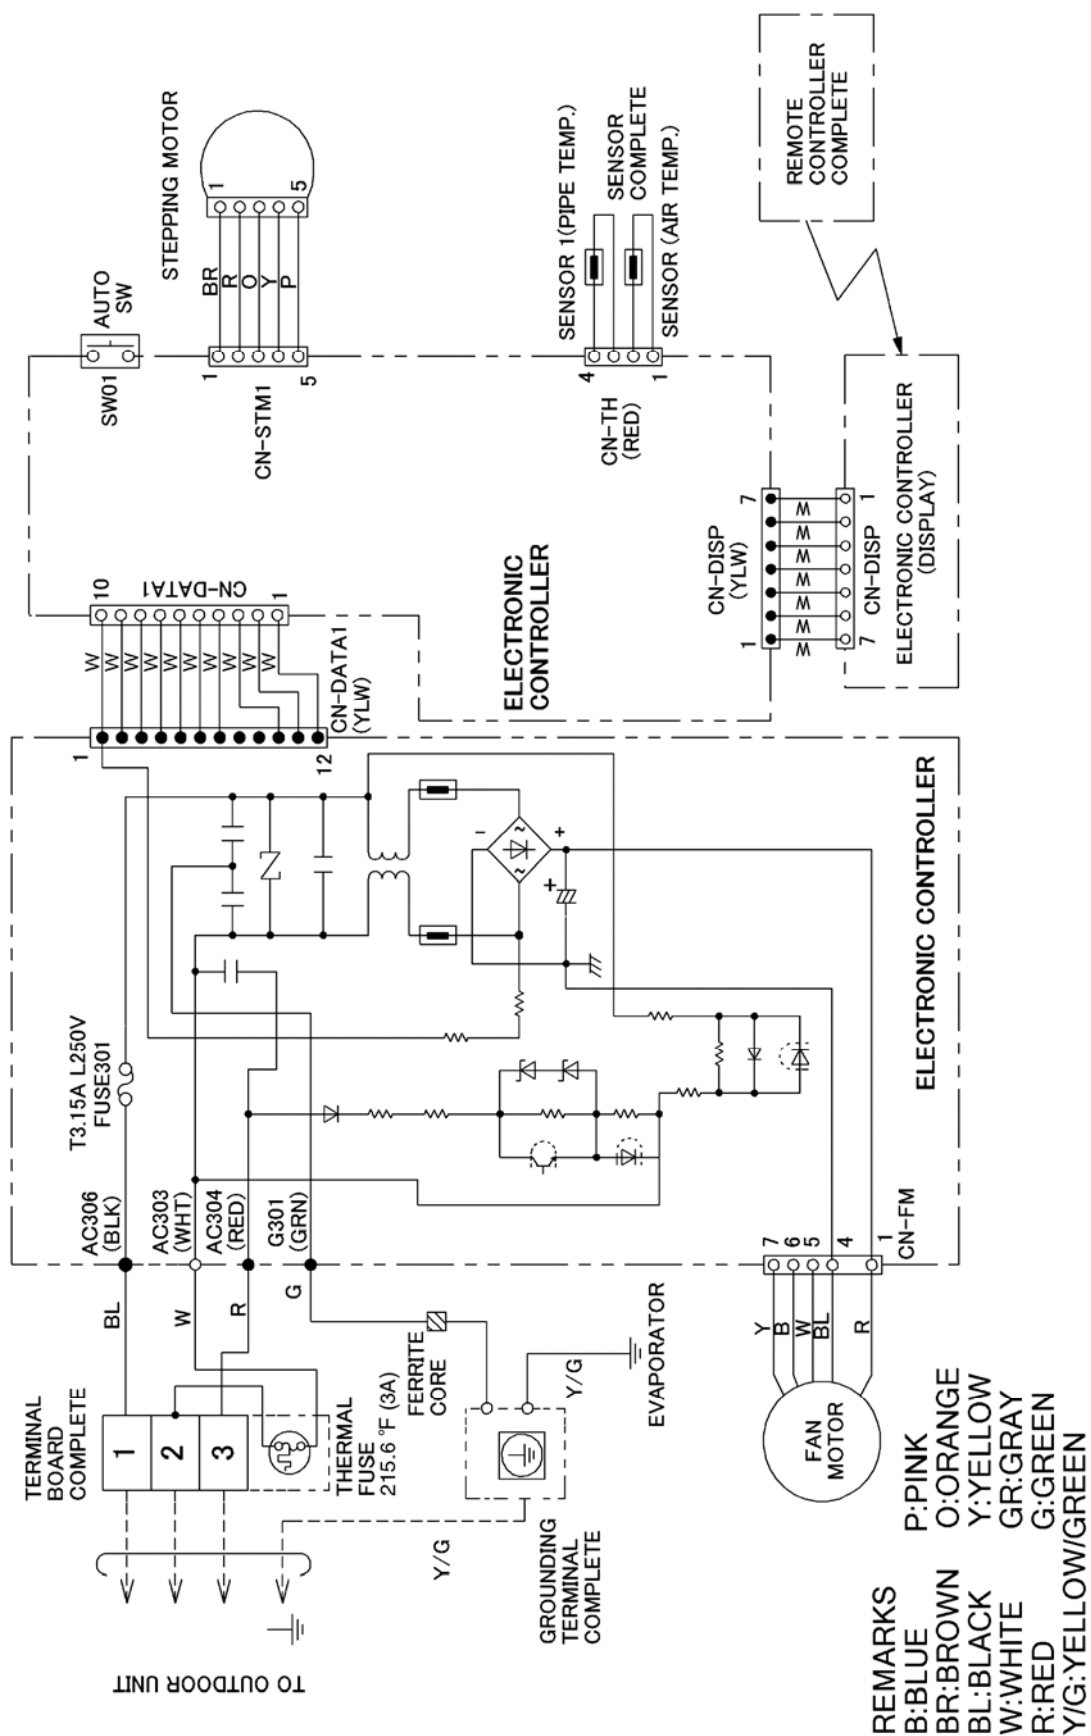 REMOTE
CONTROLLER
COMPLETE
STEPPING MOTOR
1
5
BR
R
O
Y
P
AUTO
SW
SW01
1
5
CN-STM1
SENSOR 1(PIPE TEMP.)
SENSOR
COMPLETE
SENSOR (AIR TEMP.)
4
1
CN-TH
(RED)
ELECTRONIC CONTROLLER
(DISPLAY)
CN-DISP
1
7
W
W
W
W
W
W
W
1
7
CN-DISP
(YLW)
ELECTRONIC
CONTROLLER
10
CN-DATA1
1
W
W
W
W
W
W
W
W
W
W
CN-DATA1
(YLW)
1
12
T3.15A L250V
FUSE301
-
+
~
~
+
ELECTRONIC CONTROLLER
AC306
(BLK)
AC303
(WHT)
AC304
(RED)
G301
(GRN)
BL
W
R
G
7
6
5
4
1
CN-FM
Y
B
W
BL
R
FAN
MOTOR
FERRITE
CORE
Y/G
EVAPORATOR
TERMINAL
BOARD
COMPLETE
1
2
3
THERMAL
FUSE
215.6 °F (3A)
Y/G
GROUNDING
TERMINAL
COMPLETE
TO OUTDOOR UNIT
REMARKS
B:BLUE P:PINK
BR:BROWN O:ORANGE
BL:BLACK Y:YELLOW
W:WHITE GR:GRAY
R:RED G:GREEN
Y/G:YELLOW/GREEN